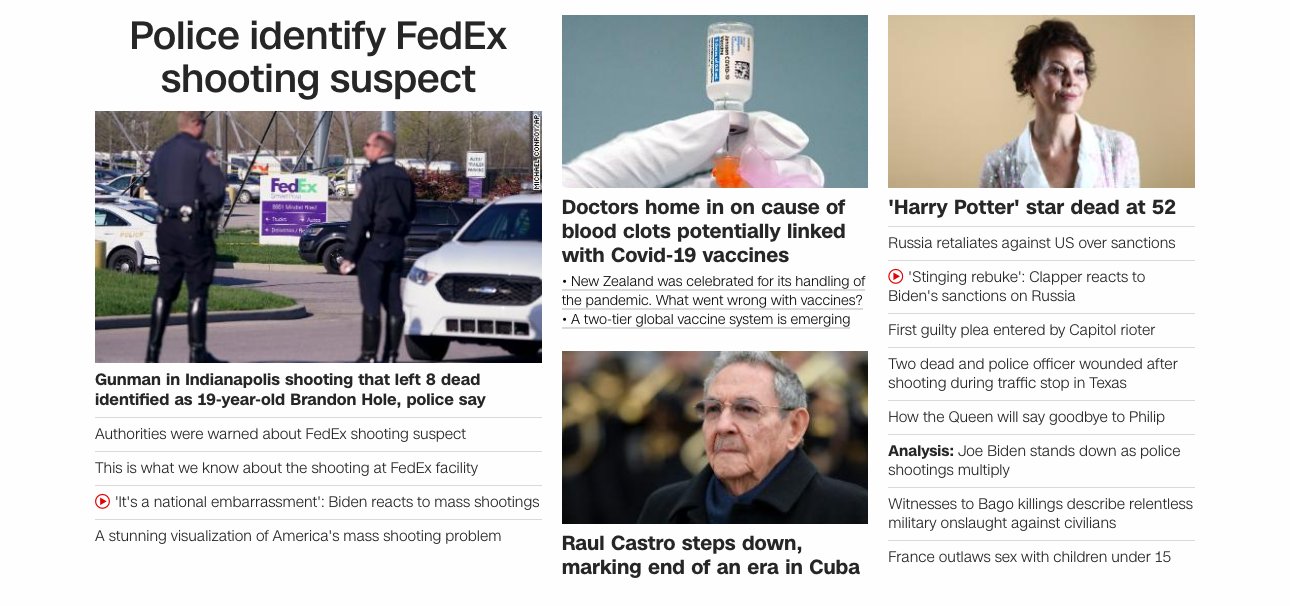 Police identify FedEx
shooting suspect
MICHAEL CONROY/AP
FedEx
POLICE
Gunman in Indianapolis shooting that left 8 dead
identified as 19-year-old Brandon Hole, police say
Authorities were warned about FedEx shooting suspect
This is what we know about the shooting at FedEx facility
'It's a national embarrassment': Biden reacts to mass shootings
A stunning visualization of America's mass shooting problem
COVID-19
Doctors home in on cause of
blood clots potentially linked
with Covid-19 vaccines
• New Zealand was celebrated for its handling of
the pandemic. What went wrong with vaccines?
• A two-tier global vaccine system is emerging
Raul Castro steps down,
marking end of an era in Cuba
'Harry Potter' star dead at 52
Russia retaliates against US over sanctions
'Stinging rebuke': Clapper reacts to
Biden's sanctions on Russia
First guilty plea entered by Capitol rioter
Two dead and police officer wounded after
shooting during traffic stop in Texas
How the Queen will say goodbye to Philip
Analysis: Joe Biden stands down as police
shootings multiply
Witnesses to Bago killings describe relentless
military onslaught against civilians
France outlaws sex with children under 15